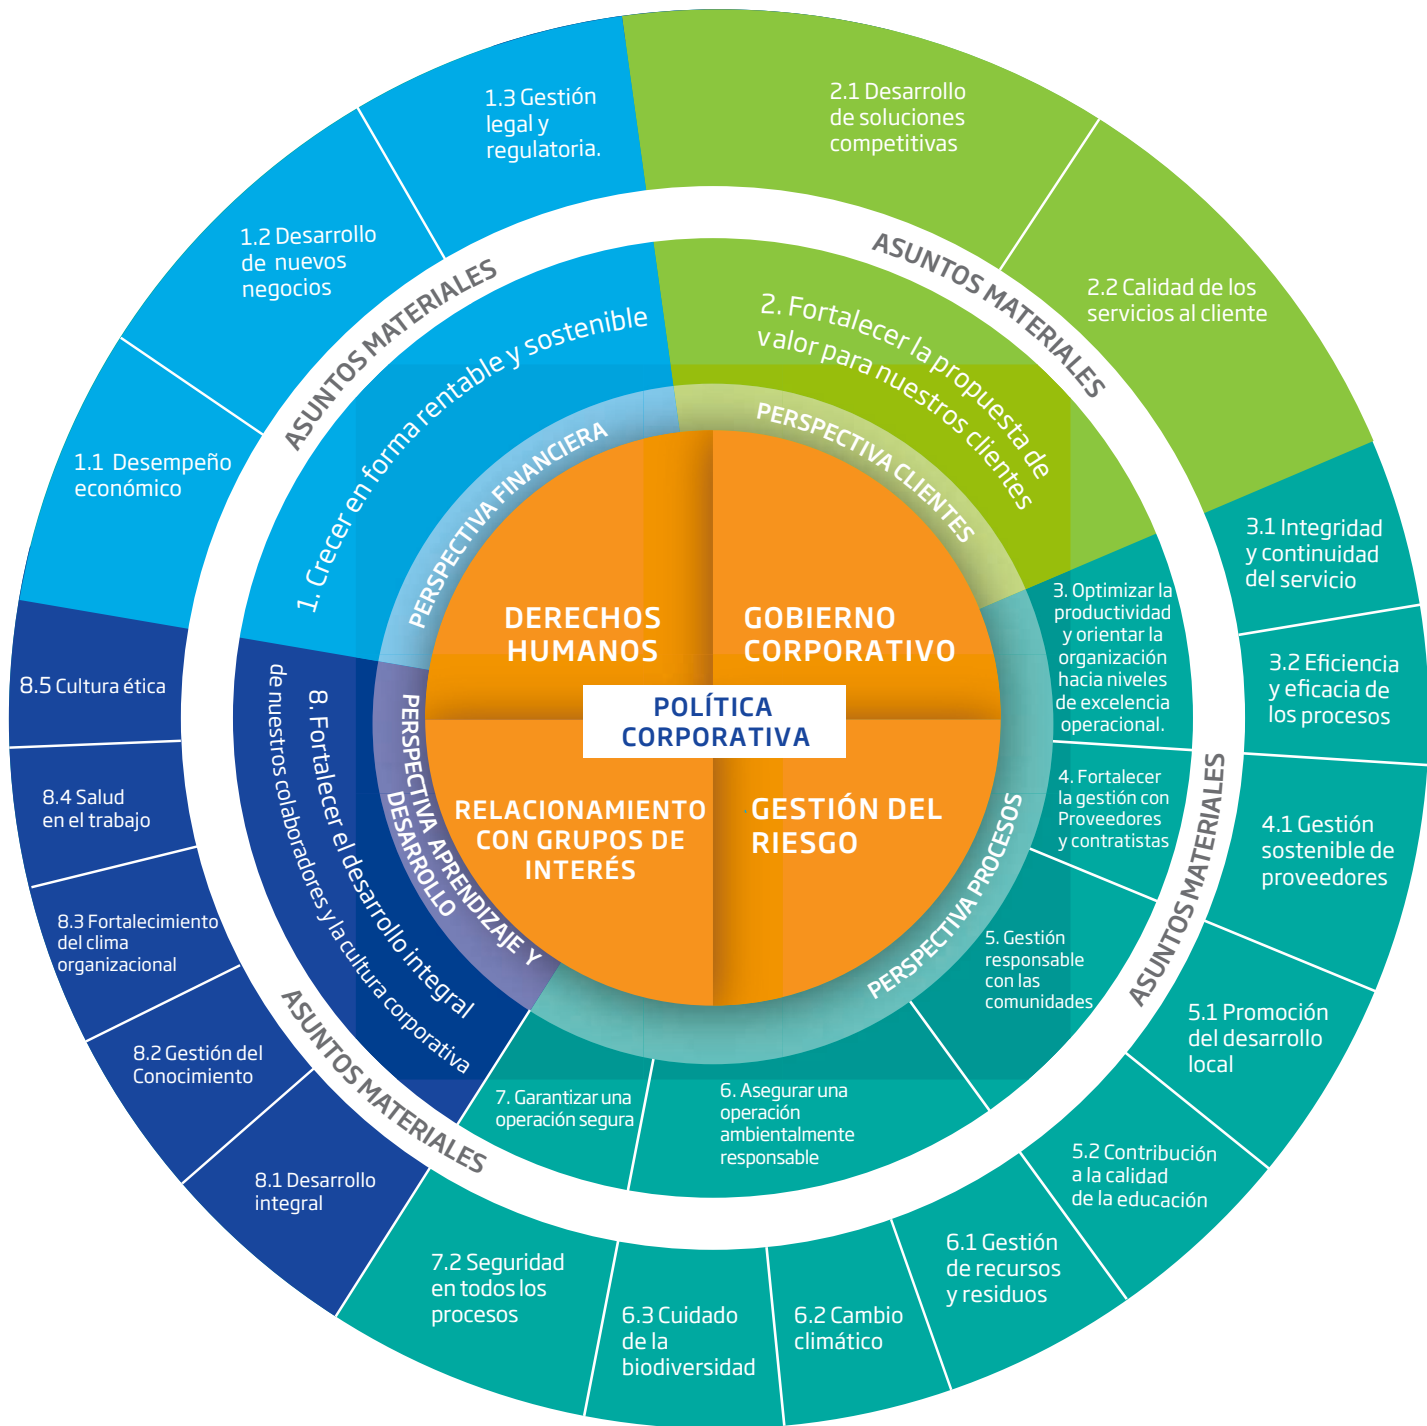 1.3 Gestión
legal y
regulatoria.
2.1 Desarrollo
de soluciones
competitivas
1.2 Desarrollo
de nuevos
negocios
2.2 Calidad de los
servicios al cliente
1.1 Desempeño
económico
3.1 Integridad
y continuidad
del servicio
3.2 Eficiencia
y eficacia de
los procesos
4.1 Gestión
sostenible de
proveedores
5.1 Promoción
del desarrollo
local
5.2 Contribución
a la calidad
de la educación
6.1 Gestión
de recursos
y residuos
6.2 Cambio
climático
6.3 Cuidado
de la
biodiversidad
7.2 Seguridad
en todos los
procesos
8.1 Desarrollo
integral
8.2 Gestión del
Conocimiento
8.3 Fortalecimiento
del clima
organizacional
8.4 Salud
en el trabajo
8.5 Cultura ética
ASUNTOS MATERIALES
ASUNTOS MATERIALES
ASUNTOS MATERIALES
ASUNTOS MATERIALES
1. Crecer en forma rentable y sostenible
2. Fortalecer la propuesta de
valor para nuestros clientes
3. Optimizar la
productividad
y orientar la
organización
hacia niveles
de excelencia
operacional.
4. Fortalecer
la gestión con
Proveedores
y contratistas
5. Gestión
responsable
con las
comunidades
6. Asegurar una
operación
ambientalmente
responsable
7. Garantizar una
operación segura
8. Fortalecer el desarrollo integral
de nuestros colaboradores y la cultura corporativa
PERSPECTIVA FINANCIERA
PERSPECTIVA CLIENTES
PERSPECTIVA PROCESOS
PERSPECTIVA APRENDIZAJE Y
DESARROLLO
DERECHOS
HUMANOS
GOBIERNO
CORPORATIVO
POLÍTICA
CORPORATIVA
RELACIONAMIENTO
CON GRUPOS DE
INTERÉS
GESTIÓN DEL
RIESGO